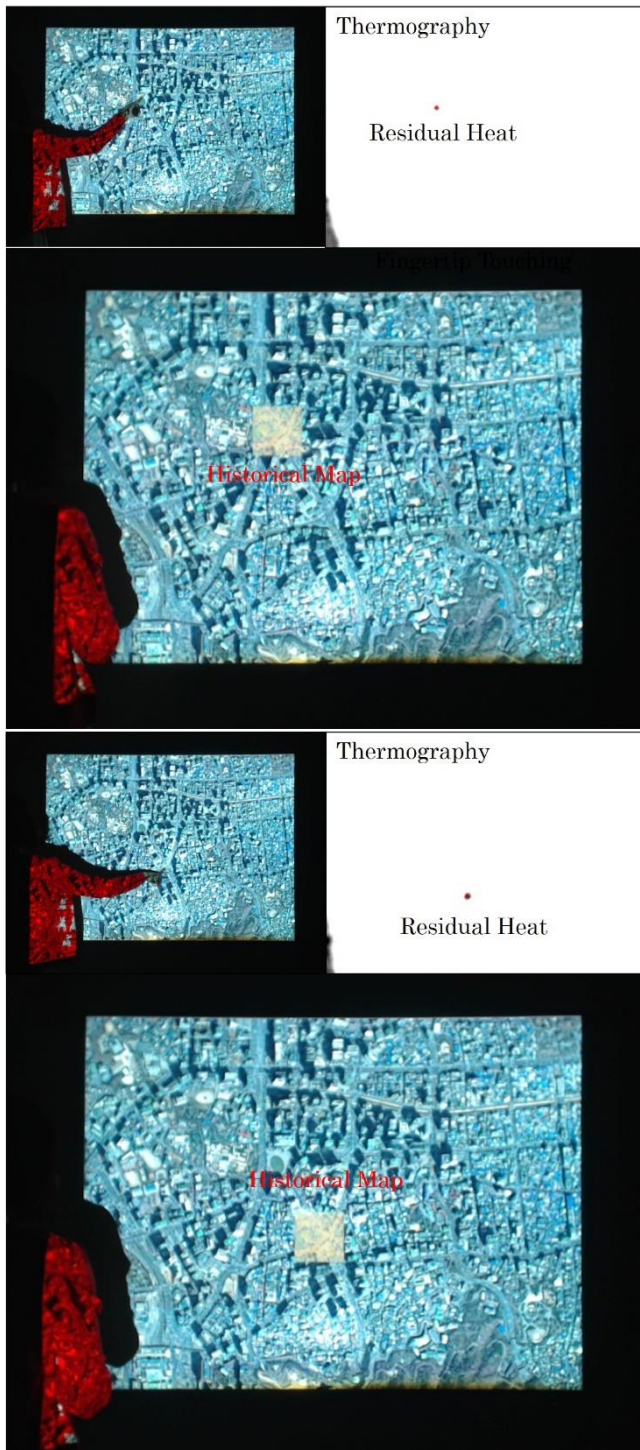 Thermography
Residual Heat
Fingertip Touching
Historical Map
Thermography
Residual Heat
Historical Map